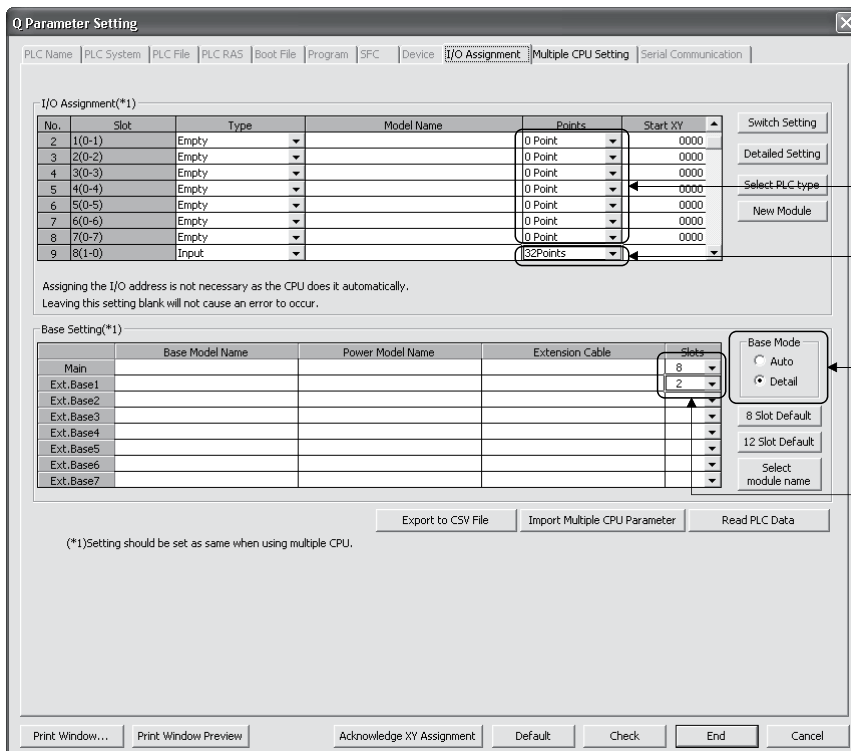 Q Parameter Setting
PLC Name PLC System PLC File PLC RAS Boot File Program SFC Device I/O Assignment Multiple CPU Setting Serial Communication
I/O Assignment(*1)
No. Slot Type Model Name Points Start XY
2 1(0-1) Empty 0 Point 0000
3 2(0-2) Empty 0 Point 0000
4 3(0-3) Empty 0 Point 0000
5 4(0-4) Empty 0 Point 0000
6 5(0-5) Empty 0 Point 0000
7 6(0-6) Empty 0 Point 0000
8 7(0-7) Empty 0 Point 0000
9 8(1-0) Input 32Points
Switch Setting
Detailed Setting
Select PLC type
New Module
Assigning the I/O address is not necessary as the CPU does it automatically.
Leaving this setting blank will not cause an error to occur.
Base Setting(*1)
Base Model Name Power Model Name Extension Cable Slots
Main 8
Ext.Base1 2
Ext.Base2
Ext.Base3
Ext.Base4
Ext.Base5
Ext.Base6
Ext.Base7
Base Mode
Auto
Detail
8 Slot Default
12 Slot Default
Select
module name
Export to CSV File Import Multiple CPU Parameter Read PLC Data
(*1)Setting should be set as same when using multiple CPU.
Print Window... Print Window Preview Acknowledge XY Assignment Default Check End Cancel